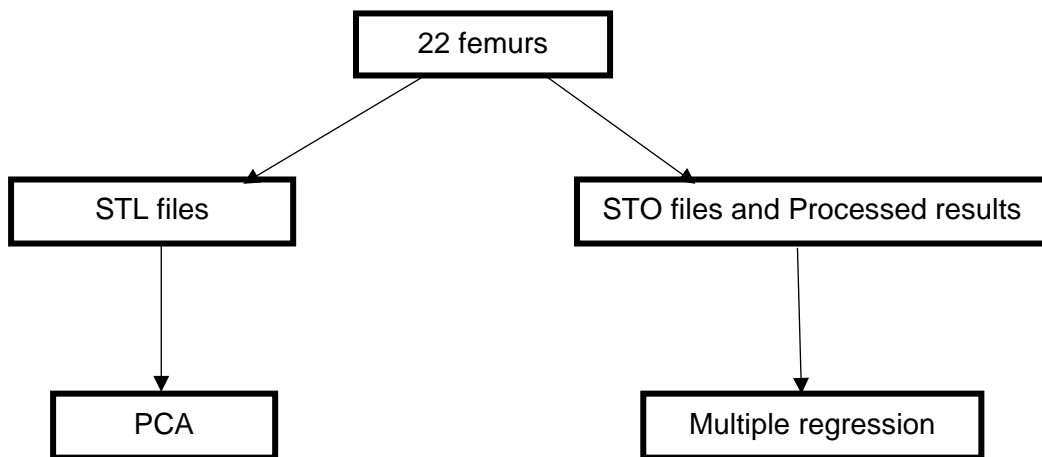 22 femurs
STL files
STO files and Processed results
PCA
Multiple regression